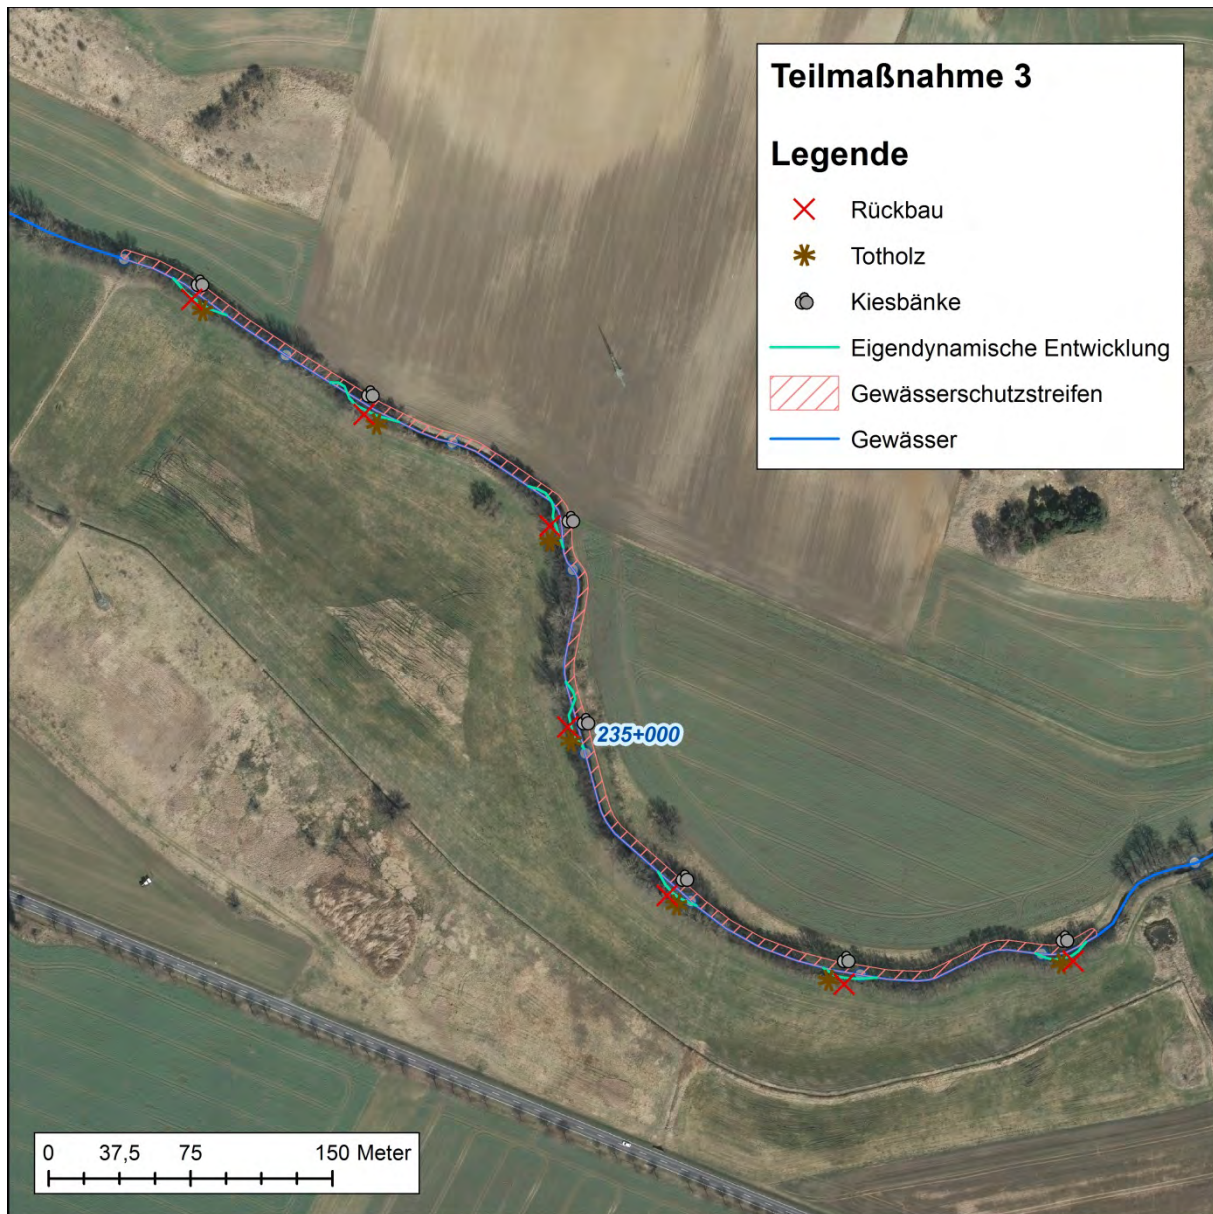 Teilmaßnahme 3
Legende
Rückbau
Totholz
Kiesbänke
Eigendynamische Entwicklung
Gewässerschutzstreifen
Gewässer
235+000
0 37,5 75 150 Meter